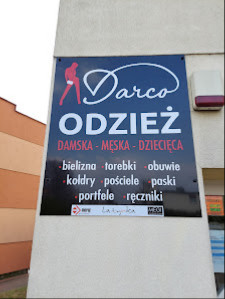 Darco
ODZIEŻ
DAMSKA - MĘSKA - DZIECIĘCA
·bielizna ·torebki ·obuwie
·kołdry ·pościele ·paski
·portfele ·ręczniki